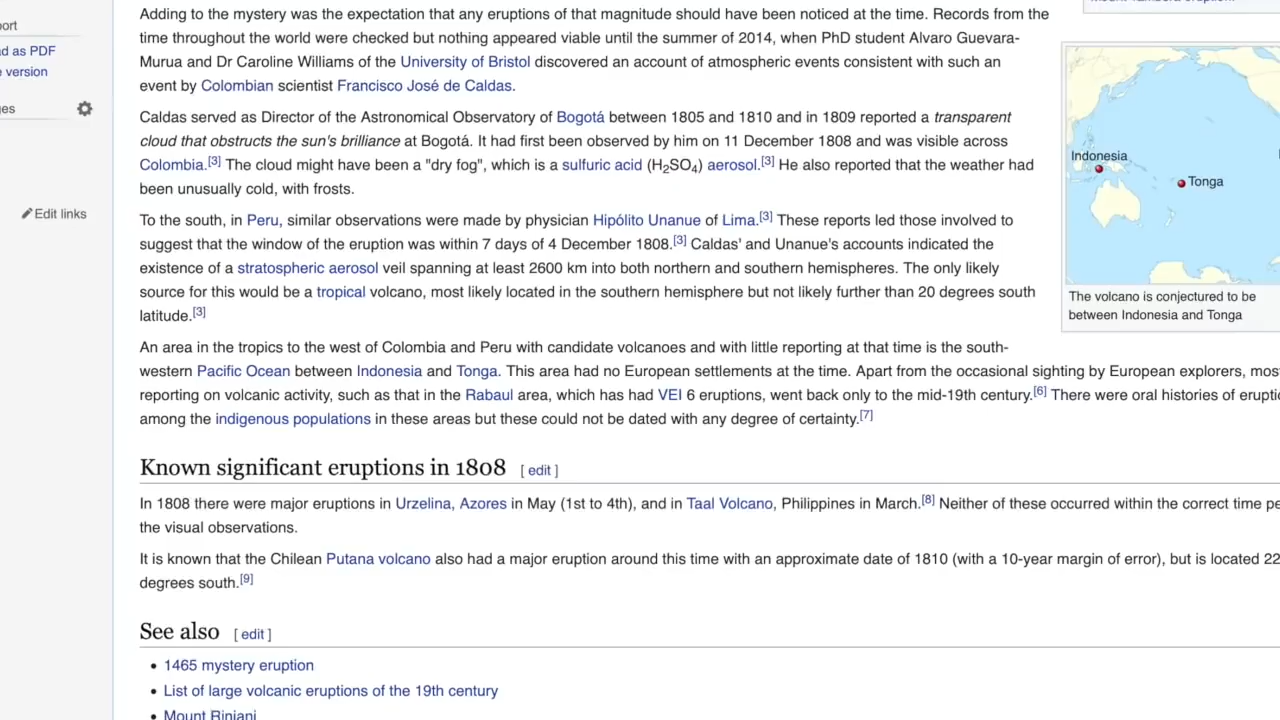 Adding to the mystery was the expectation that any eruptions of that magnitude should have been noticed at the time. Records from the
time throughout the world were checked but nothing appeared viable until the summer of 2014, when PhD student Alvaro Guevara-
Murua and Dr Caroline Williams of the University of Bristol discovered an account of atmospheric events consistent with such an
event by Colombian scientist Francisco José de Caldas.
Caldas served as Director of the Astronomical Observatory of Bogotá between 1805 and 1810 and in 1809 reported a transparent
cloud that obstructs the sun's brilliance at Bogotá. It had first been observed by him on 11 December 1808 and was visible across
Colombia.[3] The cloud might have been a "dry fog", which is a sulfuric acid (H2SO4) aerosol.[3] He also reported that the weather had
been unusually cold, with frosts.
To the south, in Peru, similar observations were made by physician Hipólito Unanue of Lima.[3] These reports led those involved to
suggest that the window of the eruption was within 7 days of 4 December 1808.[3] Caldas' and Unanue's accounts indicated the
existence of a stratospheric aerosol veil spanning at least 2600 km into both northern and southern hemispheres. The only likely
source for this would be a tropical volcano, most likely located in the southern hemisphere but not likely further than 20 degrees south
latitude.[3]
An area in the tropics to the west of Colombia and Peru with candidate volcanoes and with little reporting at that time is the south-
western Pacific Ocean between Indonesia and Tonga. This area had no European settlements at the time. Apart from the occasional sighting by European explorers, mos
reporting on volcanic activity, such as that in the Rabaul area, which has had VEI 6 eruptions, went back only to the mid-19th century.[6] There were oral histories of erupti
among the indigenous populations in these areas but these could not be dated with any degree of certainty.[7]
Known significant eruptions in 1808 [ edit ]
In 1808 there were major eruptions in Urzelina, Azores in May (1st to 4th), and in Taal Volcano, Philippines in March.[8] Neither of these occurred within the correct time pe
the visual observations.
It is known that the Chilean Putana volcano also had a major eruption around this time with an approximate date of 1810 (with a 10-year margin of error), but is located 22
degrees south.[9]
See also [ edit ]
• 1465 mystery eruption
• List of large volcanic eruptions of the 19th century
• Mount Rinjani
port
ad as PDF
e version
ges
Edit links
Indonesia
Tonga
The volcano is conjectured to be
between Indonesia and Tonga